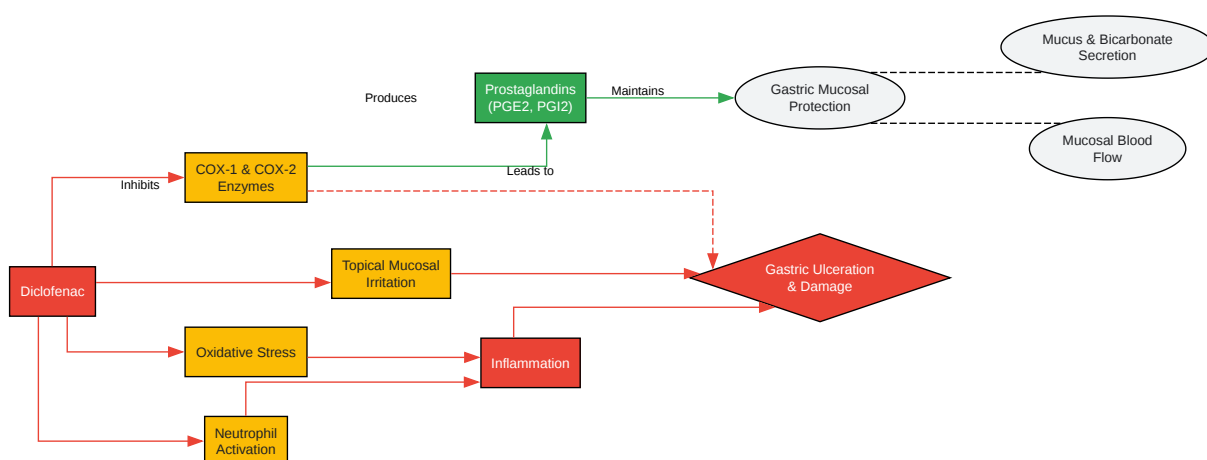 Mucus & Bicarbonate
Secretion
Prostaglandins
(PGE2, PGI2)
Produces
Maintains
Gastric Mucosal
Protection
Mucosal Blood
Flow
COX-1 & COX-2
Enzymes
Inhibits
Leads to
Topical Mucosal
Irritation
Gastric Ulceration
& Damage
Diclofenac
Oxidative Stress
Inflammation
Neutrophil
Activation